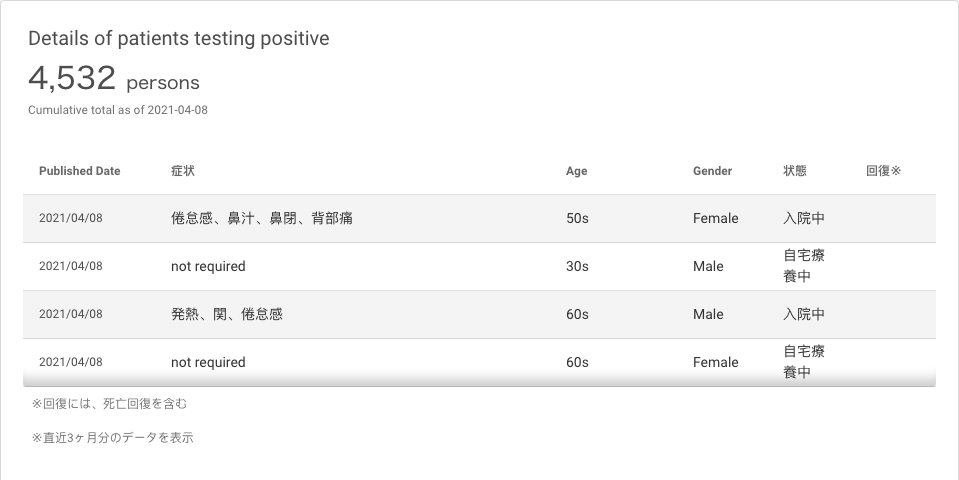 Details of patients testing positive
4,532 persons
Cumulative total as of 2021-04-08
Published Date 症状 Age Gender 状態 回復※
2021/04/08 倦怠感、鼻汁、鼻閉、背部痛 50s Female 入院中
2021/04/08 not required 30s Male 自宅療
養中
2021/04/08 発熱、関、倦怠感 60s Male 入院中
2021/04/08 not required 60s Female 自宅療
養中
※回復には、死亡回復を含む
※直近3ヶ月分のデータを表示